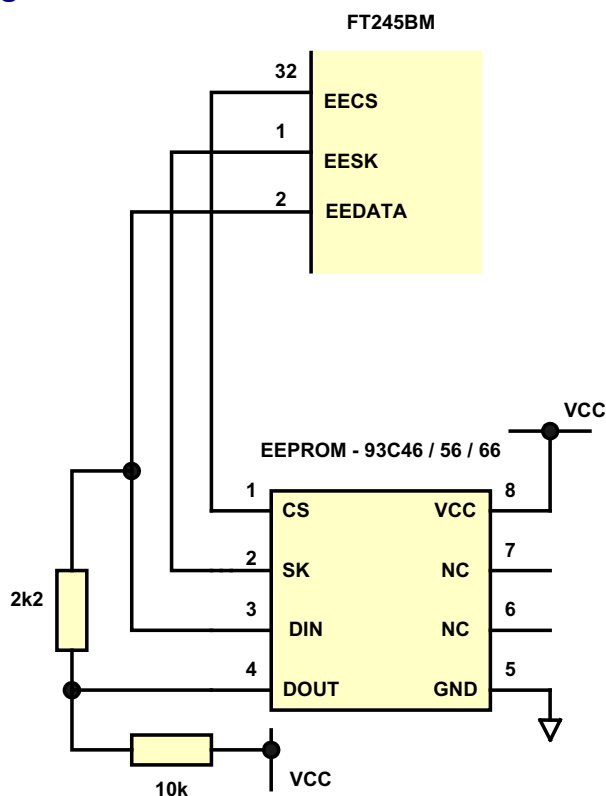 FT245BM
32
EECS
1
EESK
2
EEDATA
VCC
EEPROM - 93C46 / 56 / 66
1
CS
VCC
8
2
SK
NC
7
2k2
3
DIN
NC
6
4
DOUT
GND
5
10k
VCC